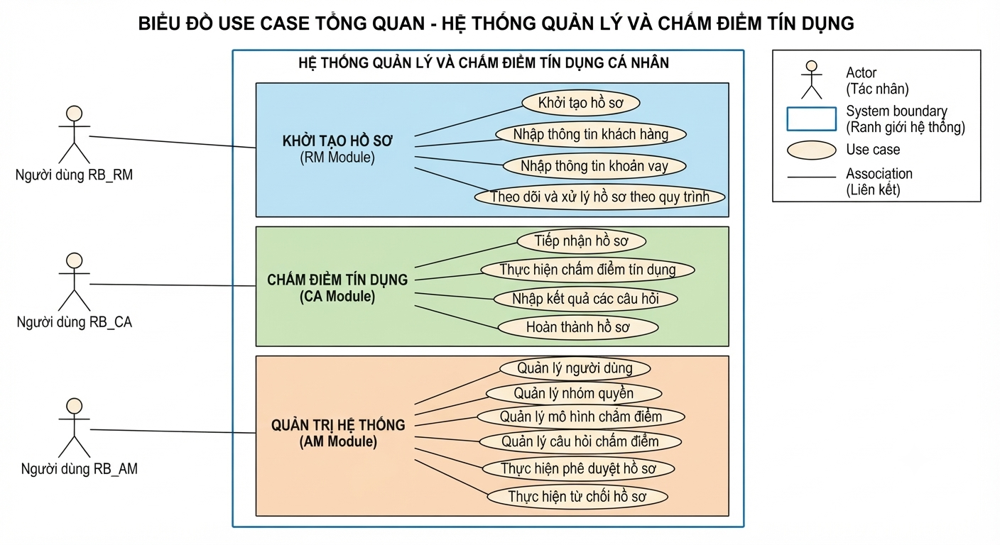 BIỂU ĐỒ USE CASE TỔNG QUAN - HỆ THỐNG QUẢN LÝ VÀ CHẤM ĐIỂM TÍN DỤNG
HỆ THỐNG QUẢN LÝ VÀ CHẤM ĐIỂM TÍN DỤNG CÁ NHÂN
Người dùng RB_RM
KHỞI TẠO HỒ SƠ
(RM Module)
Khởi tạo hồ sơ
Nhập thông tin khách hàng
Nhập thông tin khoản vay
Theo dõi và xử lý hồ sơ theo quy trình
Người dùng RB_CA
CHẤM ĐIỂM TÍN DỤNG
(CA Module)
Tiếp nhận hồ sơ
Thực hiện chấm điểm tín dụng
Nhập kết quả các câu hỏi
Hoàn thành hồ sơ
Người dùng RB_AM
QUẢN TRỊ HỆ THỐNG
(AM Module)
Quản lý người dùng
Quản lý nhóm quyền
Quản lý mô hình chấm điểm
Quản lý câu hỏi chấm điểm
Thực hiện phê duyệt hồ sơ
Thực hiện từ chối hồ sơ
Actor
(Tác nhân)
System boundary
(Ranh giới hệ thống)
Use case
Association
(Liên kết)